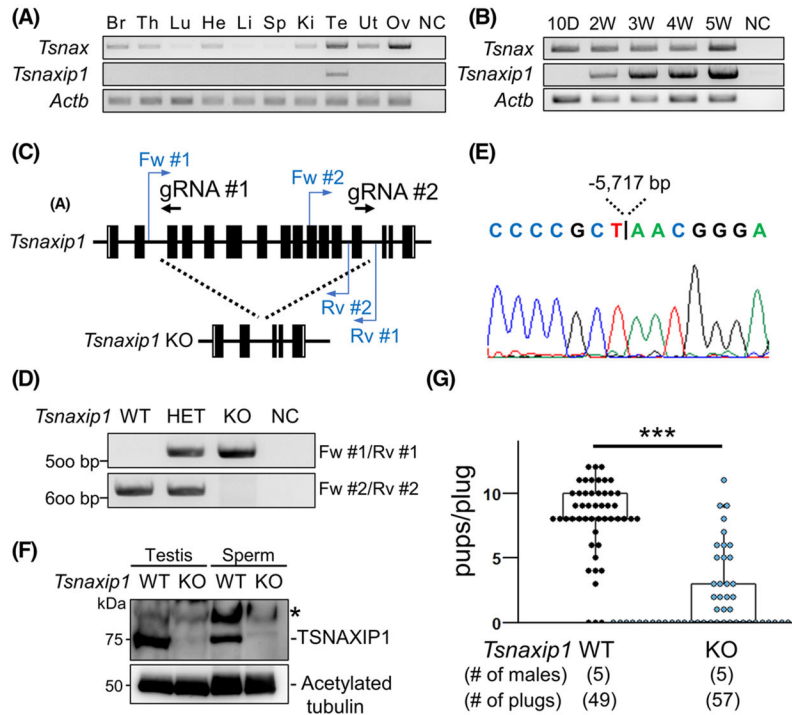 (A)
Br Th Lu He Li Sp Ki Te Ut Ov NC
Tsnax
Tsnaxip1
Actb
(B)
10D 2W 3W 4W 5W NC
Tsnax
Tsnaxip1
Actb
(C)
Fw #1
gRNA #1
Fw #2
gRNA #2
(A)
Tsnaxip1
Rv #2
Rv #1
Tsnaxip1 KO
(D)
Tsnaxip1 WT HET KO NC
500 bp
Fw #1/Rv #1
600 bp
Fw #2/Rv #2
(E)
-5,717 bp
CCCCGCT|AACGGGA
(F)
Testis Sperm
Tsnaxip1 WT KO WT KO
kDa
*
75
-TSNAXIP1
50
- Acetylated
tubulin
(G)
***
pups/plug
10
5
0
Tsnaxip1 WT KO
(# of males) (5) (5)
(# of plugs) (49) (57)